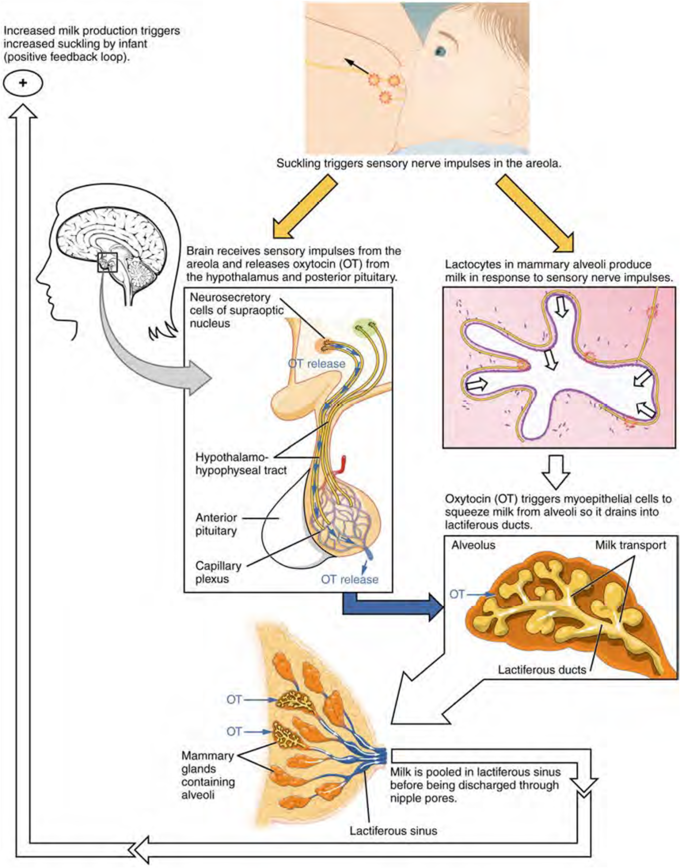 Increased milk production triggers
increased suckling by infant
(positive feedback loop).
+
Suckling triggers sensory nerve impulses in the areola.
Brain receives sensory impulses from the
areola and releases oxytocin (OT) from
the hypothalamus and posterior pituitary.
Neurosecretory
cells of supraoptic
nucleus
OT release
Hypothalamo-
hypophyseal tract
Anterior
pituitary
Capillary
plexus
OT release
Lactocytes in mammary alveoli produce
milk in response to sensory nerve impulses.
Oxytocin (OT) triggers myoepithelial cells to
squeeze milk from alveoli so it drains into
lactiferous ducts.
Alveolus
Milk transport
OT
Lactiferous ducts
OT
OT
Mammary
glands
containing
alveoli
Milk is pooled in lactiferous sinus
before being discharged through
nipple pores.
Lactiferous sinus